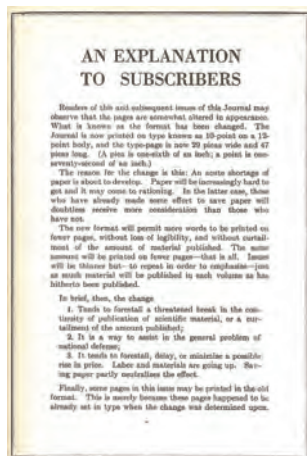 AN EXPLANATION
TO SUBSCRIBERS
Readers of this and subsequent issues of this Journal may
observe that the pages are somewhat altered in appearance.
What is known as the format has been changed. The
Journal is now printed on type known as 10-point on a 12-
point body, and the type-page is now 29 picas wide and 47
picas long. (A pica is one-sixth of an inch; a point is one-
seventy-second of an inch.)
The reason for the change is this: An acute shortage of
paper is about to develop. Paper will be increasingly hard to
get and it may come to rationing. In the latter case, those
who have already made some effort to save paper will
doubtless receive more consideration than those who
have not.
The new format will permit more words to be printed on
fewer pages, without loss of legibility, and without curtail-
ment of the amount of material published. The same
amount will be printed on fewer pages—that is all. Issues
will be thinner but—to repeat in order to emphasize—just
as much material will be published in each volume as has
hitherto been published.
In brief, then, the change
1. Tends to forestall a threatened break in the con-
tinuity of publication of scientific material, or a cur-
tailment of the amount published;
2. It is a way to assist in the general problem of
national defense;
3. It tends to forestall, delay, or minimise a possible
rise in price. Labor and materials are going up. Sav-
ing paper partly neutralizes the effect.
Finally, some pages in this issue may be printed in the old
format. This is merely because these pages happened to be
already set in type when the change was determined upon.